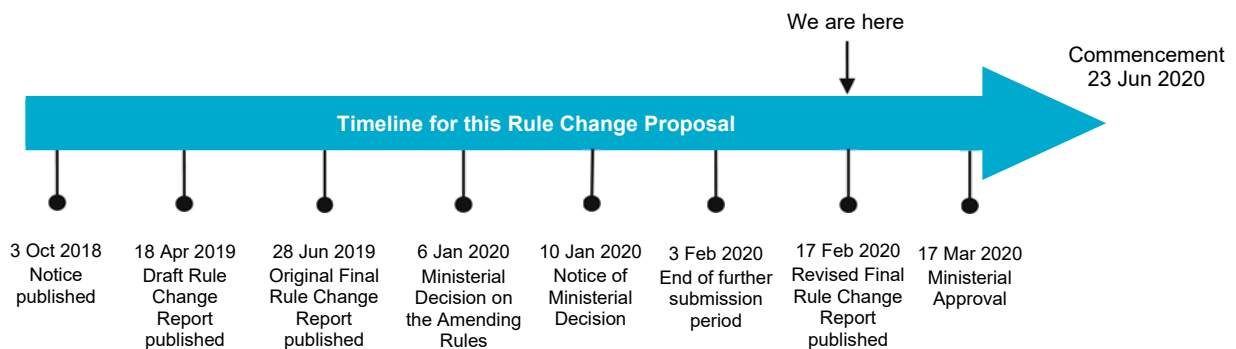 We are here
Commencement
23 Jun 2020
Timeline for this Rule Change Proposal
3 Oct 2018
Notice
published
18 Apr 2019
Draft Rule
Change
Report
published
28 Jun 2019
Original Final
Rule Change
Report
published
6 Jan 2020
Ministerial
Decision on
the Amending
Rules
10 Jan 2020
Notice of
Ministerial
Decision
3 Feb 2020
End of further
submission
period
17 Feb 2020
Revised Final
Rule Change
Report
published
17 Mar 2020
Ministerial
Approval